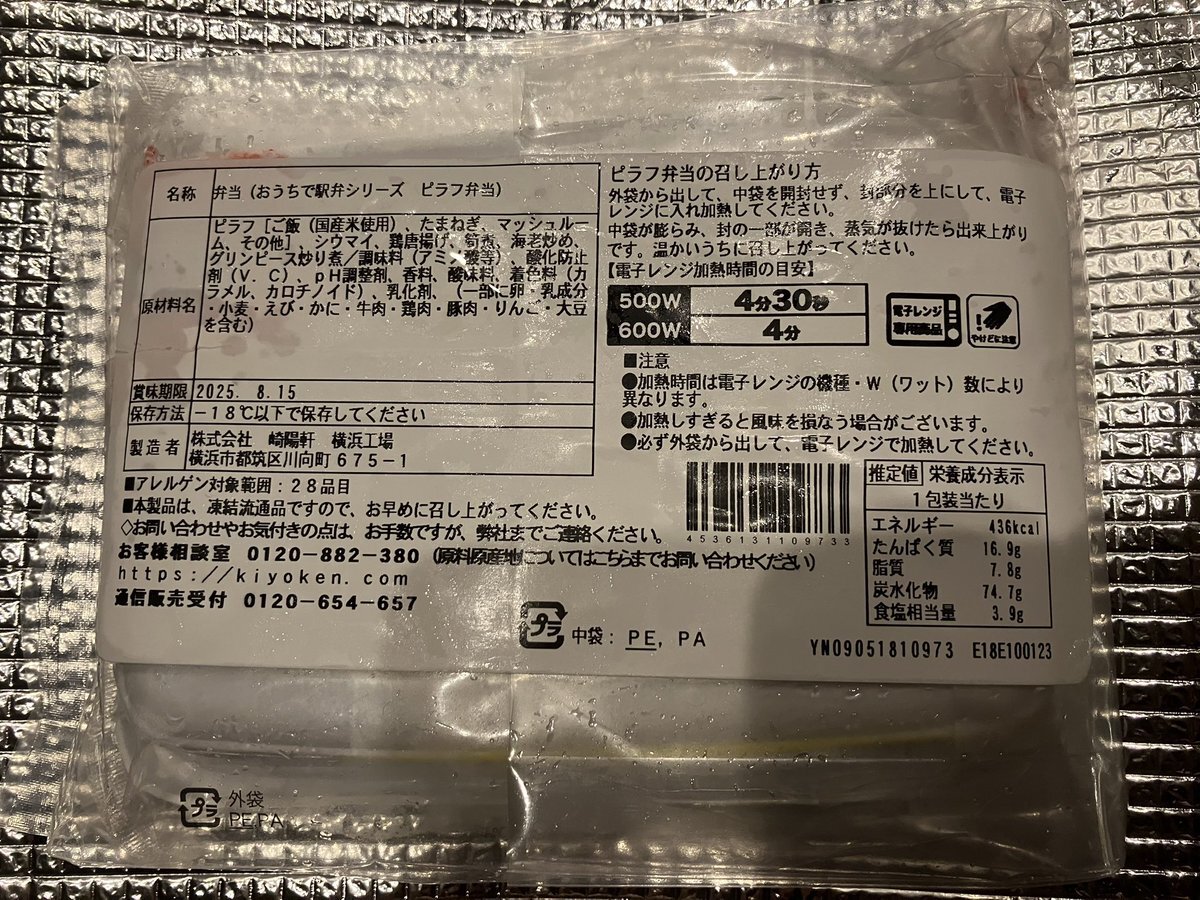 名称 弁当(おうちで駅弁シリーズ ピラフ弁当)
原材料名
ピラフ[ご飯(国産米使用)、たまねぎ、マッシュルー
ム、その他]、シウマイ、鶏唐揚げ、筍煮、海老炒め、
グリンピース炒り煮/調味料(アミノ酸等)、酸化防止
剤(V.C)、pH調整剤、香料、酸味料、着色料(カ
ラメル、カロチノイド)、乳化剤、(一部に卵・乳成分
・小麦・えび・かに・牛肉・鶏肉・豚肉・りんご・大豆
を含む)
賞味期限 2025. 8.15
保存方法 −18℃以下で保存してください
製造者 株式会社 崎陽軒 横浜工場
横浜市都筑区川向町675-1
■アレルゲン対象範囲:28品目
■本製品は、凍結流通品ですので、お早めに召し上がってください。
◇お問い合わせやお気付きの点は、お手数ですが、弊社までご連絡ください。
お客様相談室 0120-882-380(原料原産地についてはこちらまでお問い合わせください)
https://kiyoken.com
通信販売受付 0120-654-657
ピラフ弁当の召し上がり方
外袋から出して、中袋を開封せず、封部分を上にして、電子
レンジに入れ加熱してください。
中袋が膨らみ、封の一部が開き、蒸気が抜けたら出来上がり
です。温かいうちに召し上がってください。
【電子レンジ加熱時間の目安】
500W 4分30秒
600W 4分
電子レンジ
専用商品
やけど注意
■注意
●加熱時間は電子レンジの機種・W(ワット)数により
異なります。
●加熱しすぎると風味を損なう場合がございます。
●必ず外袋から出して、電子レンジで加熱してください。
4536131109733
推定値 栄養成分表示
1包装当たり
エネルギー 436kcal
たんぱく質 16.9g
脂質 7.8g
炭水化物 74.7g
食塩相当量 3.9g
プラ 中袋:PE, PA
YN09051810973 E18E100123
プラ 外袋
PE,PA